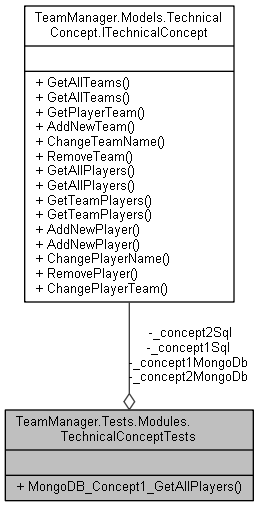 TeamManager.Models.Technical
Concept.ITechnicalConcept
+ GetAllTeams()
+ GetAllTeams()
+ GetPlayerTeam()
+ AddNewTeam()
+ ChangeTeamName()
+ RemoveTeam()
+ GetAllPlayers()
+ GetAllPlayers()
+ GetTeamPlayers()
+ GetTeamPlayers()
+ AddNewPlayer()
+ AddNewPlayer()
+ ChangePlayerName()
+ RemovePlayer()
+ ChangePlayerTeam()
-_concept2Sql
-_concept1Sql
-_concept1MongoDb
-_concept2MongoDb
TeamManager.Tests.Modules.
TechnicalConceptTests
+ MongoDB_Concept1_GetAllPlayers()